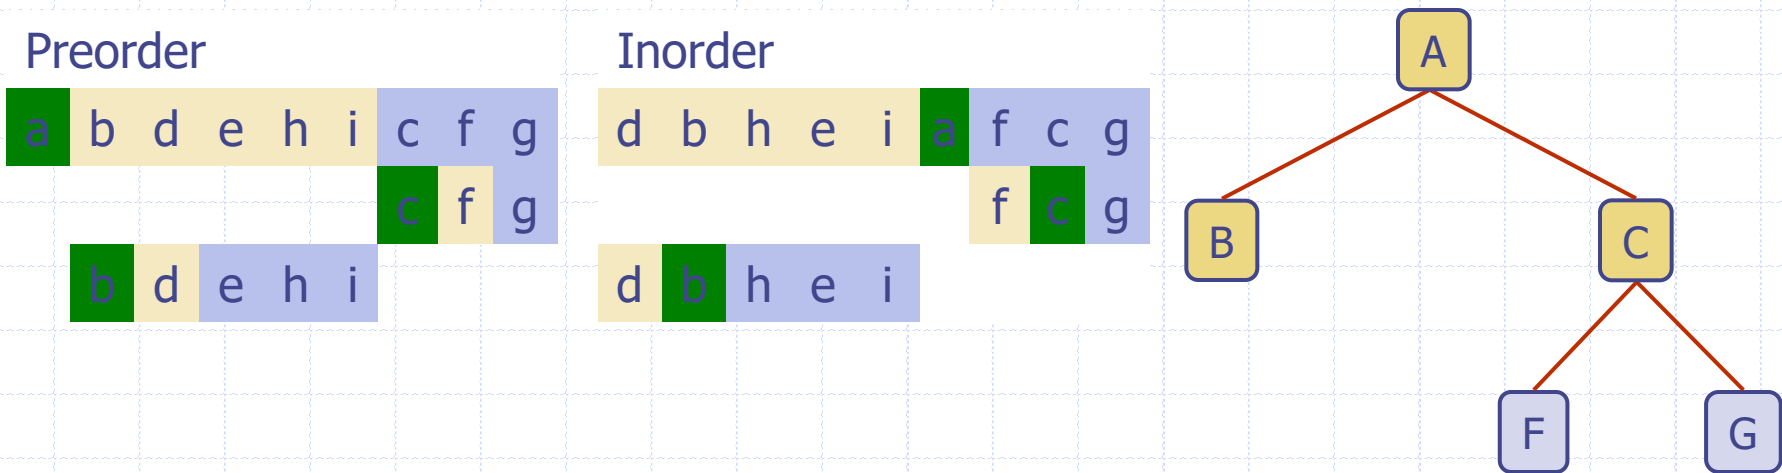 Preorder
a b d e h i c f g
c f g
b d e h i
Inorder
d b h e i a f c g
f c g
d b h e i
A
B C
F G